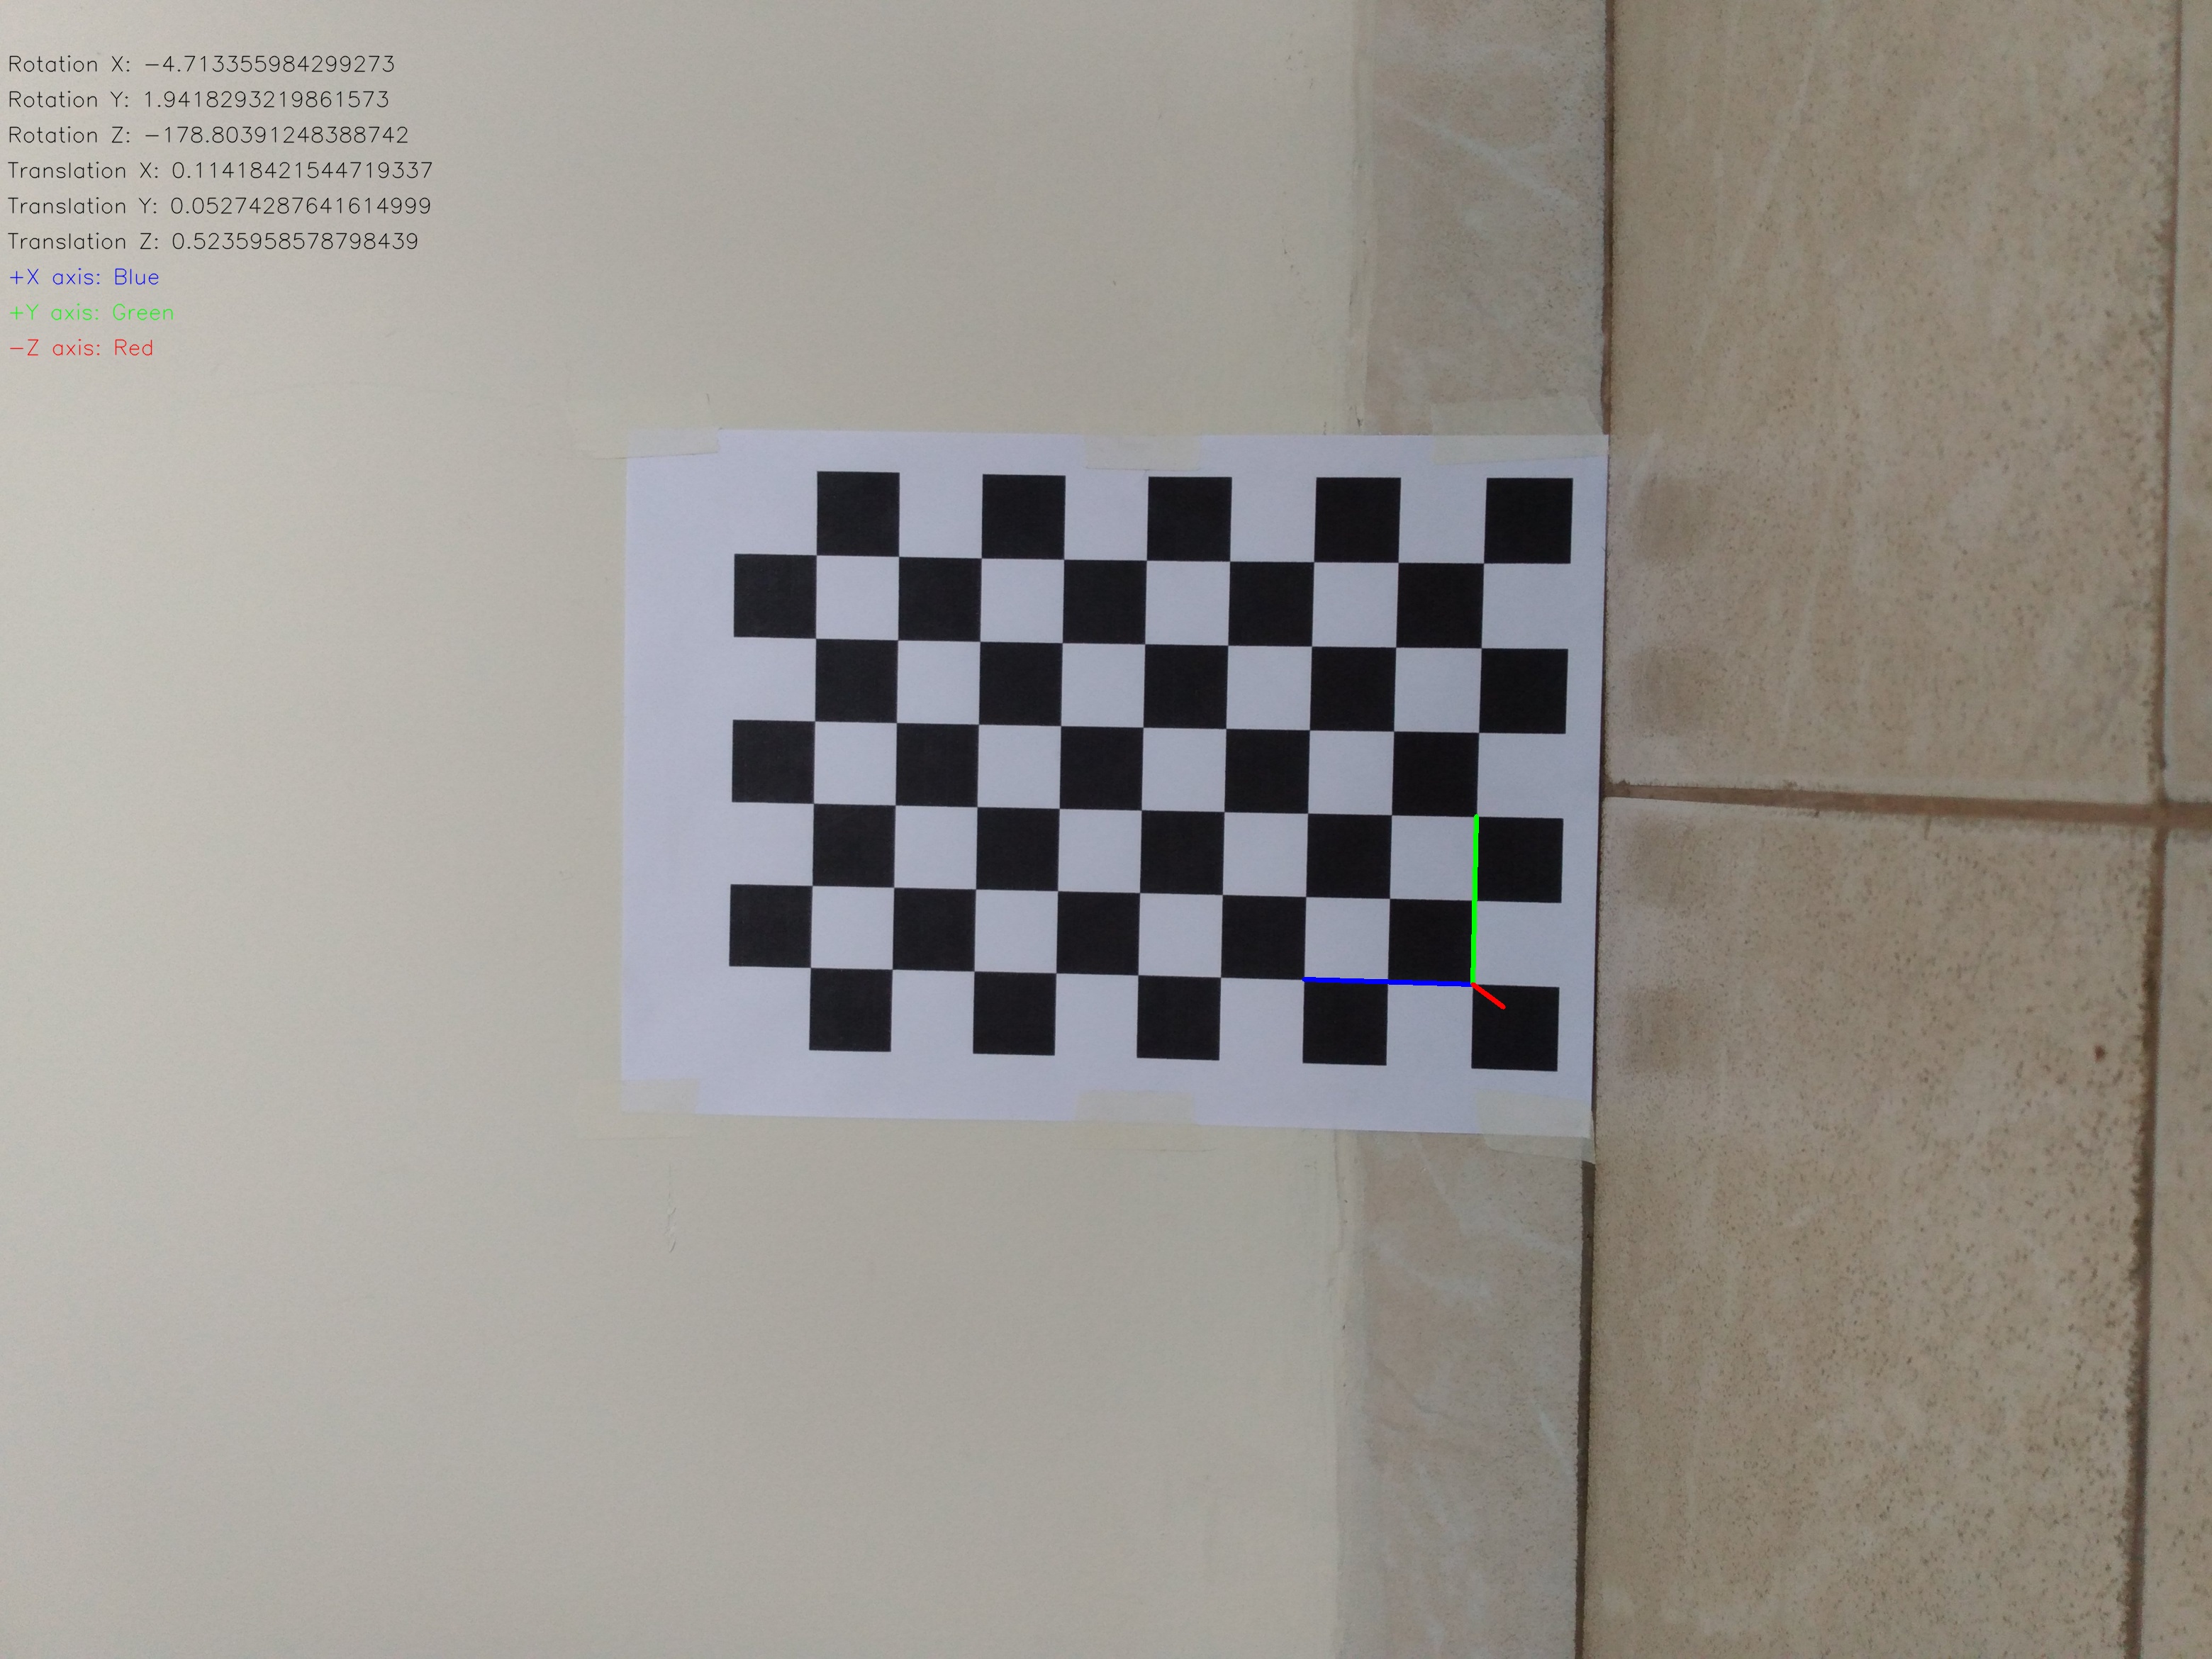 Rotation X: -4.713355984299273
Rotation Y: 1.9418293219861573
Rotation Z: -178.80391248388742
Translation X: 0.11418421544719337
Translation Y: 0.05274287641614999
Translation Z: 0.5235958578798439
+X axis: Blue
+Y axis: Green
-Z axis: Red